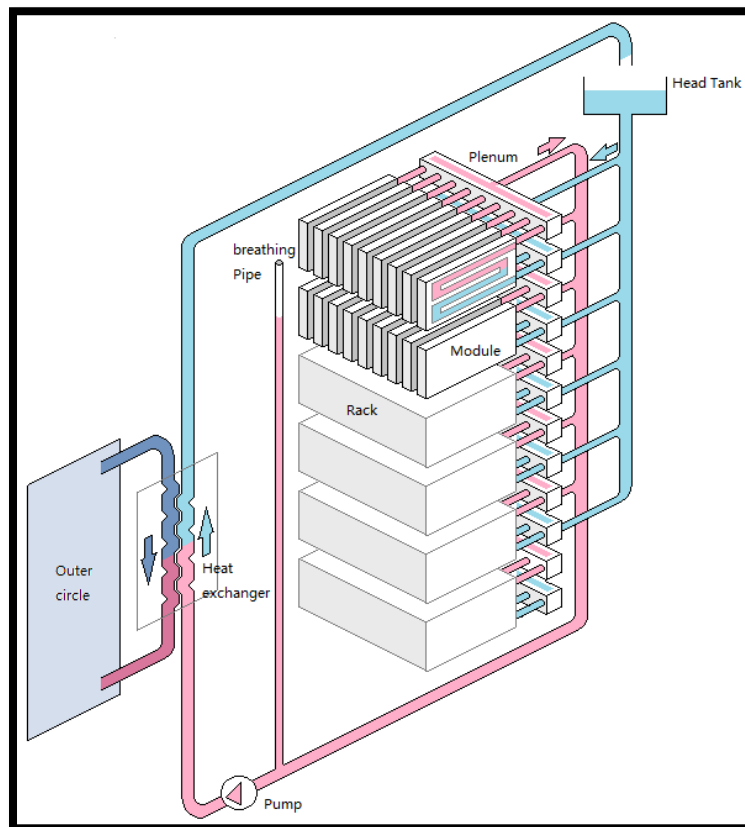 Head Tank
Plenum
breathing
Pipe
Module
Rack
Outer
circle
Heat
exchanger
Pump